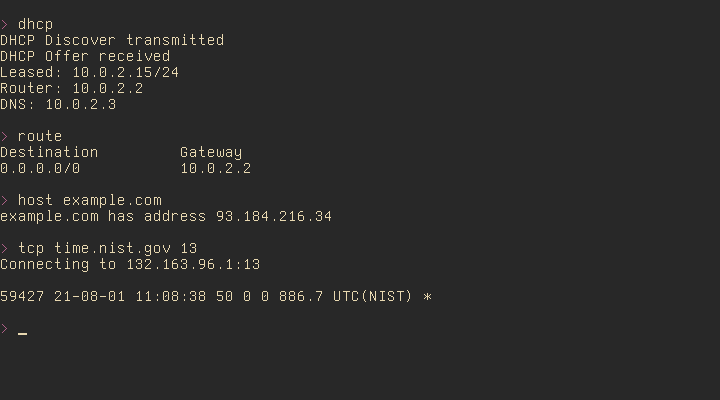 > dhcp
DHCP Discover transmitted
DHCP Offer received
Leased: 10.0.2.15/24
Router: 10.0.2.2
DNS: 10.0.2.3
> route
Destination Gateway
0.0.0.0/0 10.0.2.2
> host example.com
example.com has address 93.184.216.34
> tcp time.nist.gov 13
Connecting to 132.163.96.1:13
59427 21-08-01 11:08:38 50 0 0 886.7 UTC(NIST) *
> _